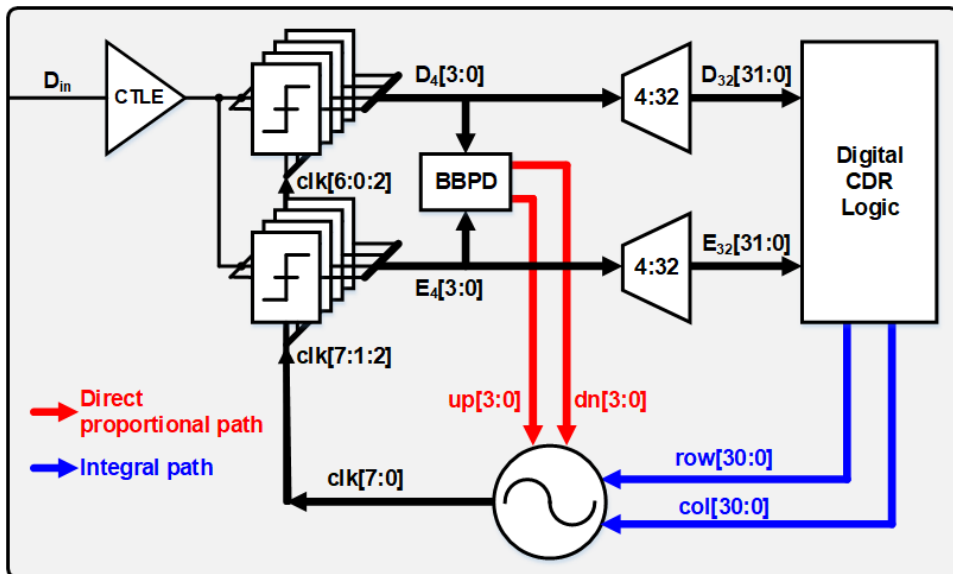 D₄[3:0]
D₃₂[31:0]
Dᵢₙ
CTLE
4:32
Digital
CDR
Logic
BBPD
clk[6:0:2]
E₃₂[31:0]
4:32
E₄[3:0]
clk[7:1:2]
Direct
proportional path
up[3:0]
dn[3:0]
Integral path
row[30:0]
clk[7:0]
col[30:0]